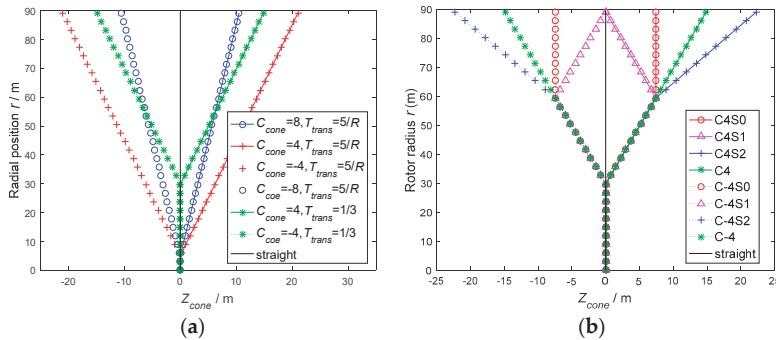 90
80
70
60
50
40
30
20
10
0
Radial position r / m
C_cone=8,T_trans=5/R
C_cone=4,T_trans=5/R
C_cone=-4,T_trans=5/R
C_coe=-8,T_trans=5/R
C_cone=4,T_trans=1/3
C_coe=-4,T_trans=1/3
straight
-20 -10 0 10 20 30
Z_cone / m
(a)
90
80
70
60
50
40
30
20
10
0
Rotor radius r (m)
C4S0
C4S1
C4S2
C4
C-4S0
C-4S1
C-4S2
C-4
straight
-25 -20 -15 -10 -5 0 5 10 15 20 25
Z_cone / m
(b)